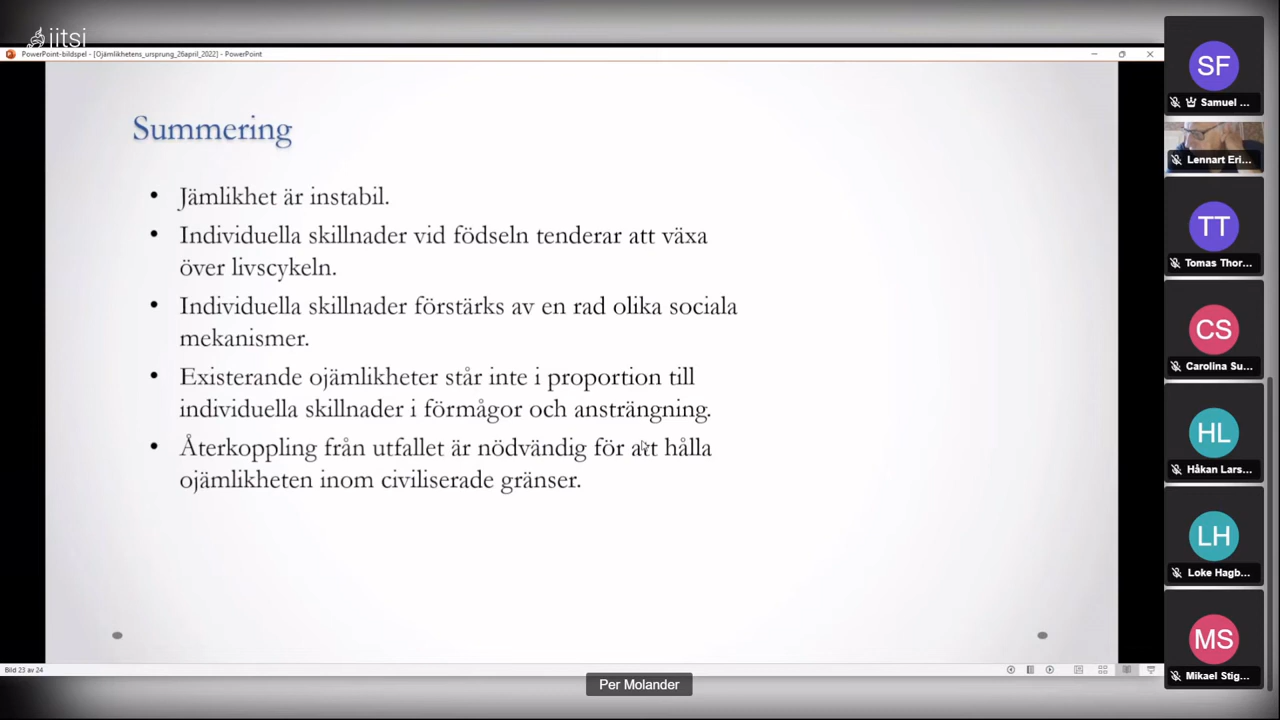 jitsi
PowerPoint-bildspel - [Ojämlikhetens_ursprung_26april_2022] - PowerPoint
Summering
• Jämlikhet är instabil.
• Individuella skillnader vid födseln tenderar att växa
över livscykeln.
• Individuella skillnader förstärks av en rad olika sociala
mekanismer.
• Existerande ojämlikheter står inte i proportion till
individuella skillnader i förmågor och ansträngning.
• Återkoppling från utfallet är nödvändig för att hålla
ojämlikheten inom civiliserade gränser.
Bild 23 av 24
Per Molander
SF
Samuel ...
Lennart Eri...
TT
Tomas Thor...
CS
Carolina Su...
HL
Håkan Lars...
LH
Loke Hagb...
MS
Mikael Stig...